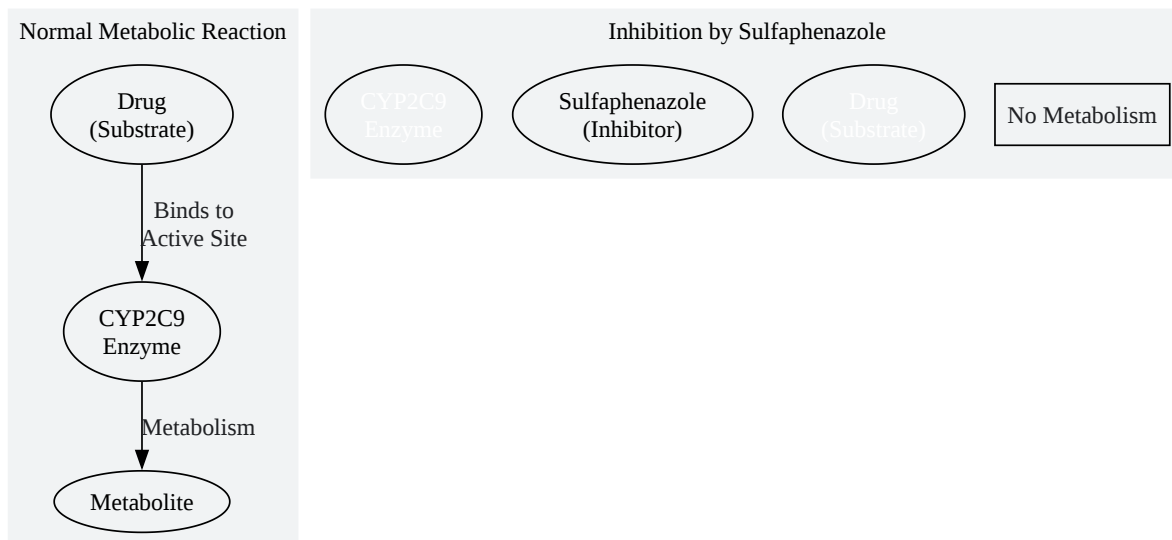 Normal Metabolic Reaction
Drug
(Substrate)
Binds to
Active Site
CYP2C9
Enzyme
Metabolism
Metabolite
Inhibition by Sulfaphenazole
CYP2C9
Enzyme
Sulfaphenazole
(Inhibitor)
Drug
(Substrate)
No Metabolism